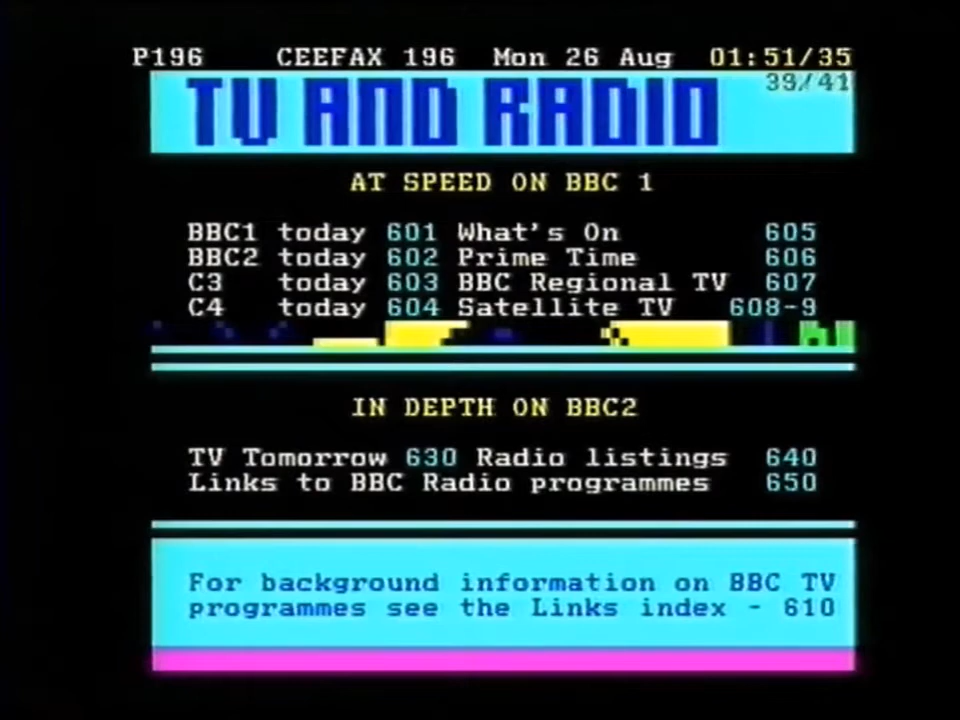 P196 CEEFAX 196 Mon 26 Aug 01:51/35
39/41
TV AND RADIO
AT SPEED ON BBC 1
BBC1 today 601 What's On 605
BBC2 today 602 Prime Time 606
C3 today 603 BBC Regional TV 607
C4 today 604 Satellite TV 608-9
IN DEPTH ON BBC2
TV Tomorrow 630 Radio listings 640
Links to BBC Radio programmes 650
For background information on BBC TV
programmes see the Links index - 610